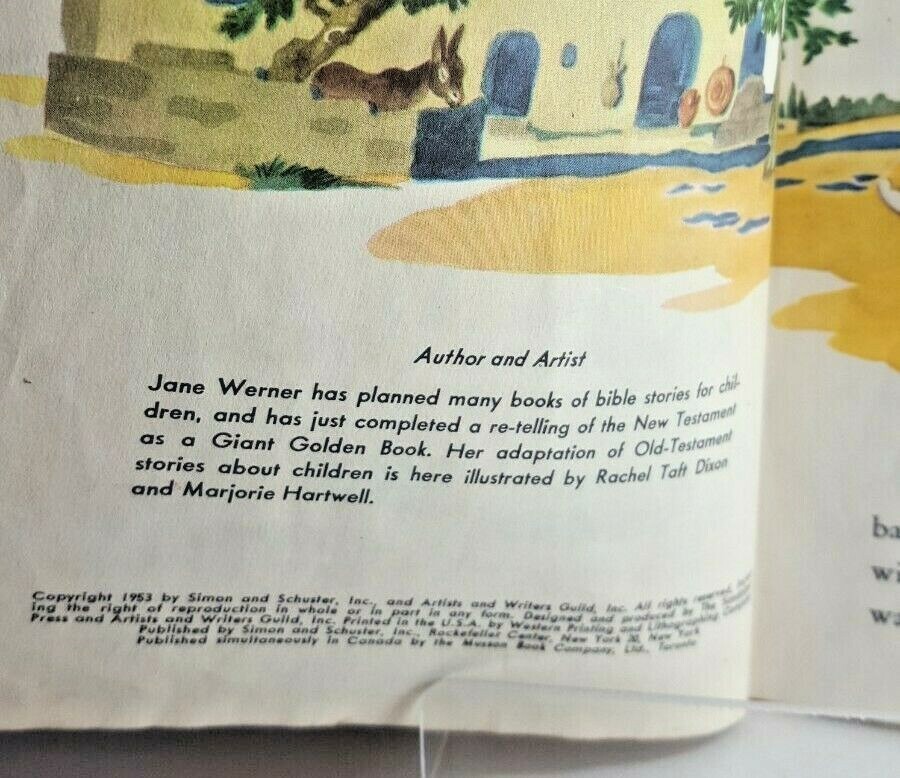 Author and Artist
Jane Werner has planned many books of bible stories for chil-
dren, and has just completed a re-telling of the New Testament
as a Giant Golden Book. Her adaptation of Old-Testament
stories about children is here illustrated by Rachel Taft Dixon
and Marjorie Hartwell.
Copyright 1953 by Simon and Schuster, Inc., and Artists and Writers Guild, Inc. All rights reserved,
ing the right of reproduction in whole or in part in any form. Designed and produced by The
Press and Artists and Writers Guild, Inc. Printed in the U.S.A. by Western Printing and Lithographing
Published by Simon and Schuster, Inc., Rockefeller Center, New York 20, New York
Published simultaneously in Canada by the Musson Book Company, Ltd., Toronto
ba
wi
wa